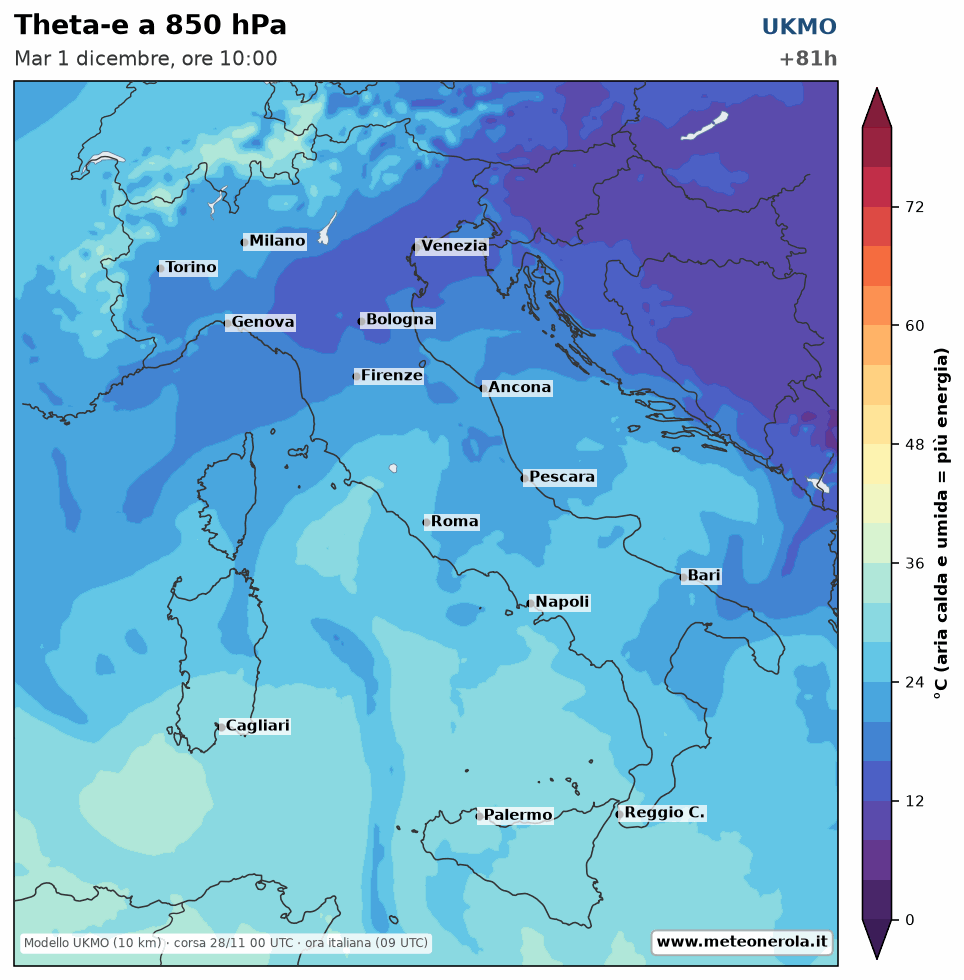 Theta-e a 850 hPa
UKMO
Mar 1 dicembre, ore 10:00
+81h
Milano
Venezia
Torino
Genova
Bologna
Firenze
Ancona
Pescara
Roma
Bari
Napoli
Cagliari
Palermo
Reggio C.
72
60
48
36
24
12
0
°C (aria calda e umida = più energia)
Modello UKMO (10 km) · corsa 28/11 00 UTC · ora italiana (09 UTC)
www.meteonerola.it